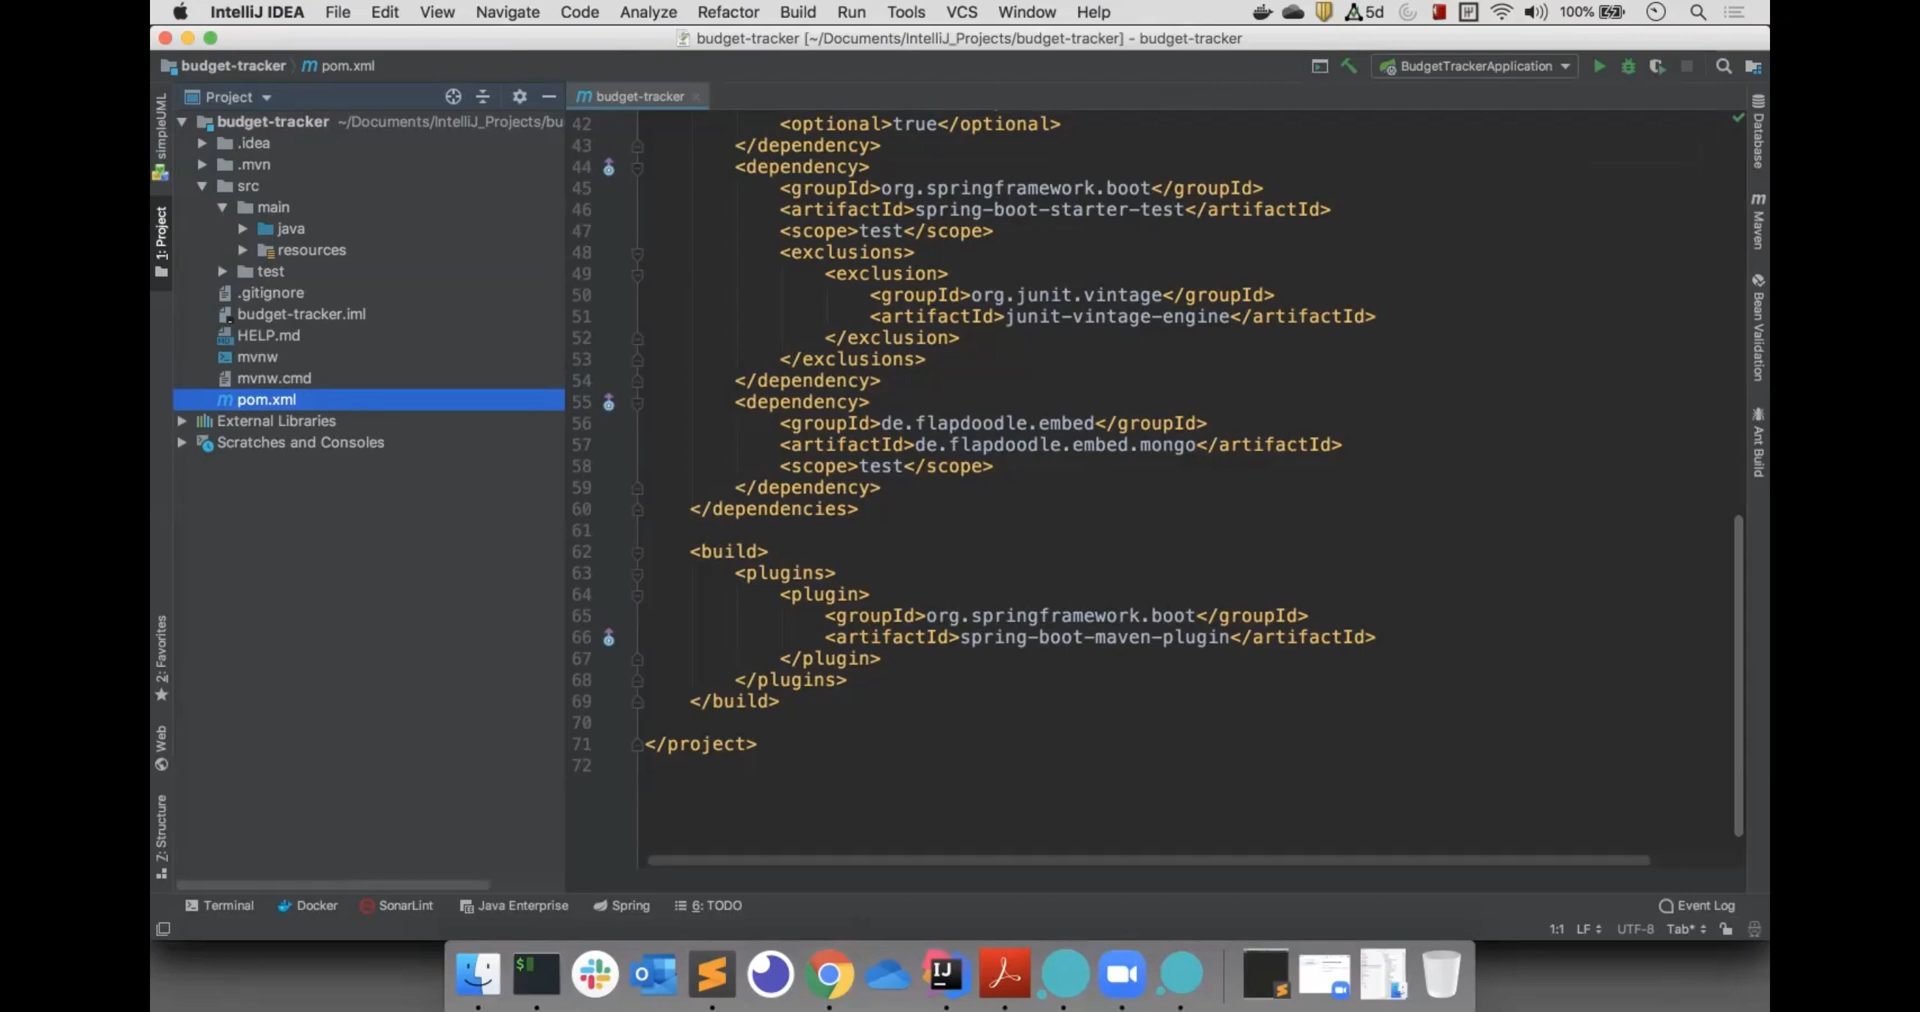 IntelliJ IDEA File Edit View Navigate Code Analyze Refactor Build Run Tools VCS Window Help 5d 100%
budget-tracker [~/Documents/IntelliJ_Projects/budget-tracker] - budget-tracker
budget-tracker pom.xml
BudgetTrackerApplication
Project
budget-tracker
budget-tracker ~/Documents/IntelliJ_Projects/bu
.idea
.mvn
src
main
java
resources
test
.gitignore
budget-tracker.iml
HELP.md
mvnw
mvnw.cmd
pom.xml
External Libraries
Scratches and Consoles
simpleUML
1: Project
2: Favorites
Web
Z: Structure
42 <optional>true</optional>
43 </dependency>
44 <dependency>
45 <groupId>org.springframework.boot</groupId>
46 <artifactId>spring-boot-starter-test</artifactId>
47 <scope>test</scope>
48 <exclusions>
49 <exclusion>
50 <groupId>org.junit.vintage</groupId>
51 <artifactId>junit-vintage-engine</artifactId>
52 </exclusion>
53 </exclusions>
54 </dependency>
55 <dependency>
56 <groupId>de.flapdoodle.embed</groupId>
57 <artifactId>de.flapdoodle.embed.mongo</artifactId>
58 <scope>test</scope>
59 </dependency>
60 </dependencies>
61
62 <build>
63 <plugins>
64 <plugin>
65 <groupId>org.springframework.boot</groupId>
66 <artifactId>spring-boot-maven-plugin</artifactId>
67 </plugin>
68 </plugins>
69 </build>
70
71 </project>
72
Database
Maven
Bean Validation
Ant Build
Terminal Docker SonarLint Java Enterprise Spring 6: TODO Event Log
1:1 LF UTF-8 Tab*